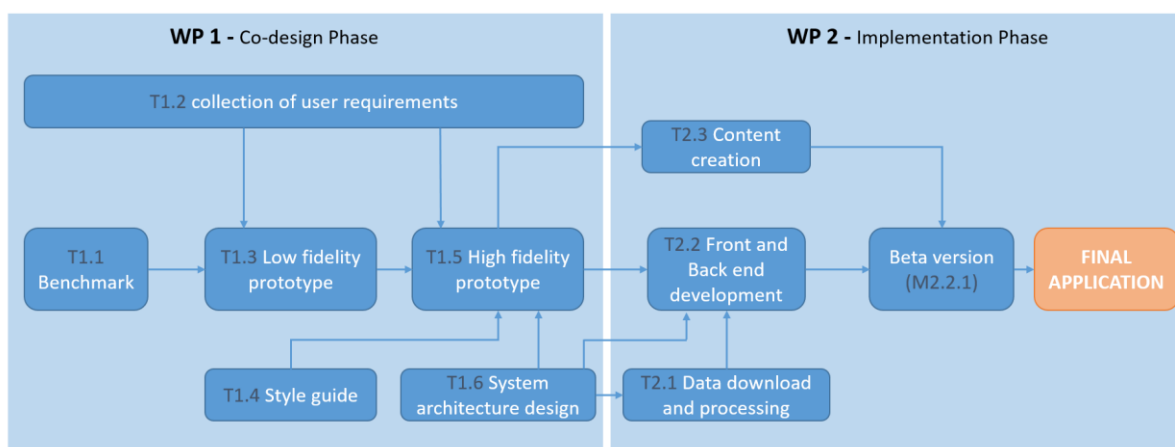 WP 1 - Co-design Phase
T1.2 collection of user requirements
T1.1
Benchmark
T1.3 Low fidelity
prototype
T1.5 High fidelity
prototype
T1.4 Style guide
T1.6 System
architecture design
WP 2 - Implementation Phase
T2.3 Content
creation
T2.2 Front and
Back end
development
Beta version
(M2.2.1)
FINAL
APPLICATION
T2.1 Data download
and processing